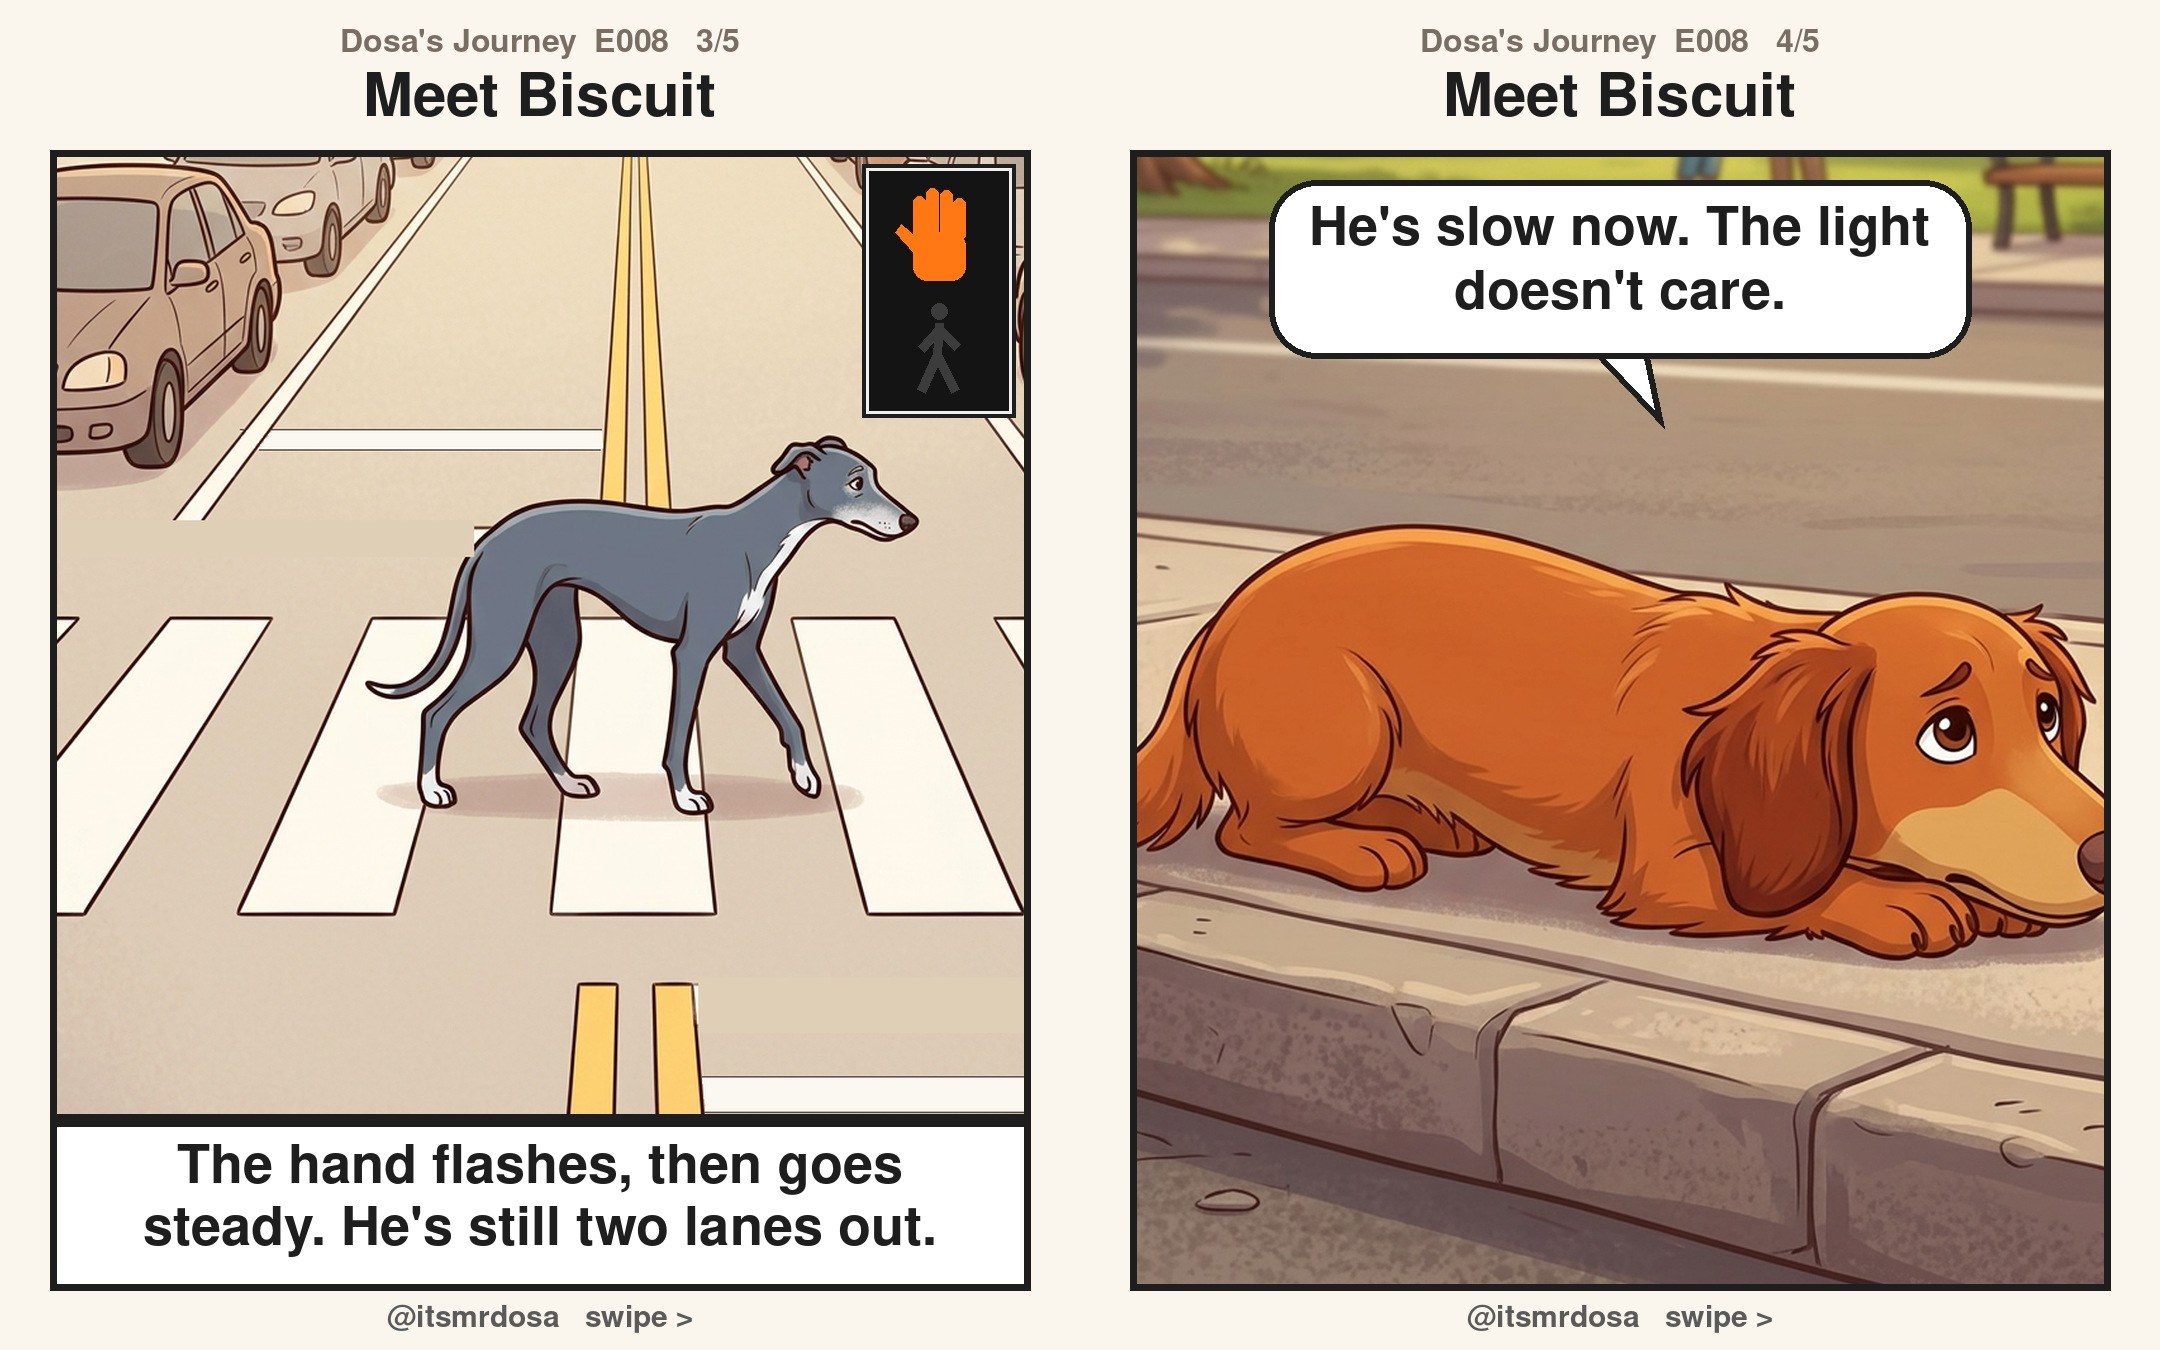 Dosa's Journey E008 3/5
Meet Biscuit
The hand flashes, then goes
steady. He's still two lanes out.
@itsmrdosa swipe >
Dosa's Journey E008 4/5
Meet Biscuit
He's slow now. The light
doesn't care.
@itsmrdosa swipe >